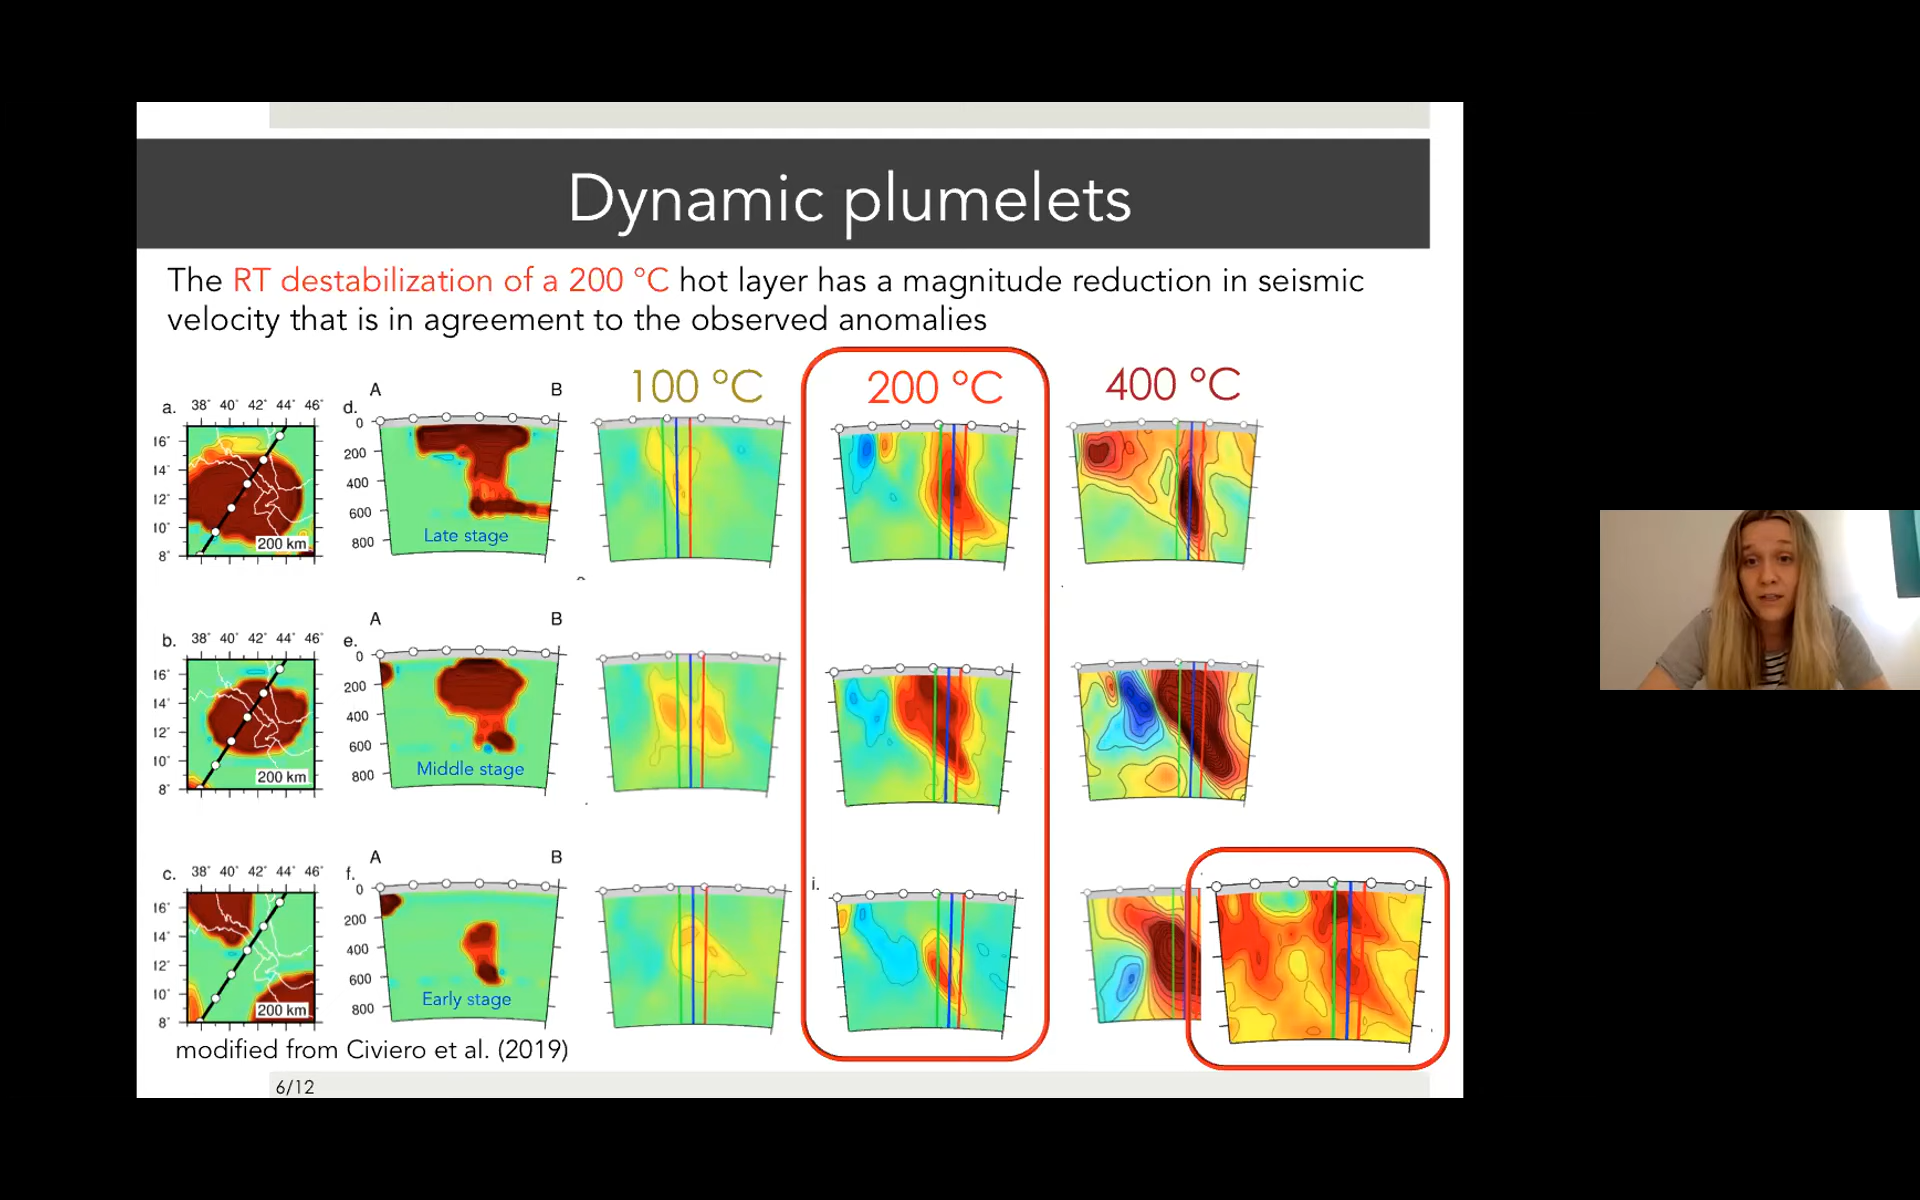 Dynamic plumelets
The RT destabilization of a 200 °C hot layer has a magnitude reduction in seismic
velocity that is in agreement to the observed anomalies
100 °C
200 °C
400 °C
a. 38° 40° 42° 44° 46°
16°
14°
12°
10°
8°
200 km
d.
A B
0
200
400
600
800
Late stage
b. 38° 40° 42° 44° 46°
16°
14°
12°
10°
8°
200 km
e.
A B
0
200
400
600
800
Middle stage
c. 38° 40° 42° 44° 46°
16°
14°
12°
10°
8°
200 km
f.
A B
0
200
400
600
800
Early stage
i.
modified from Civiero et al. (2019)
6/12